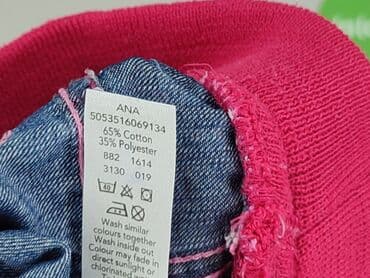 ANA
5053516069134
65% Cotton
35% Polyester
882 1614
3130 019
40
Wash similar
colours together
Wash inside out
Colour may fade in
direct sunlight or
chlorinated